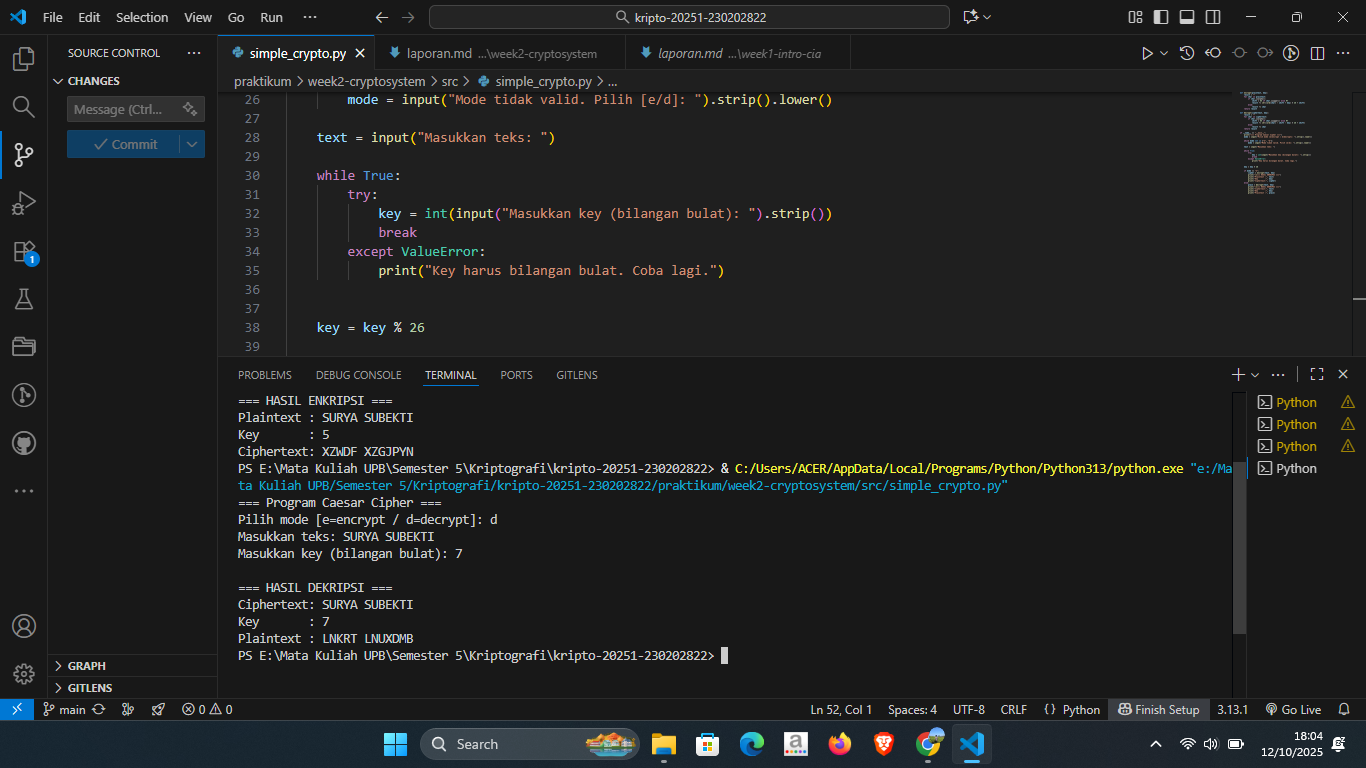 File Edit Selection View Go Run ··· kripto-20251-230202822
SOURCE CONTROL ···
CHANGES
Message (Ctrl...
Commit
GRAPH
GITLENS
1
simple_crypto.py laporan.md ...\week2-cryptosystem laporan.md ...\week1-intro-cia
praktikum > week2-cryptosystem > src > simple_crypto.py > ...
26 mode = input("Mode tidak valid. Pilih [e/d]: ").strip().lower()
27
28 text = input("Masukkan teks: ")
29
30 while True:
31 try:
32 key = int(input("Masukkan key (bilangan bulat): ").strip())
33 break
34 except ValueError:
35 print("Key harus bilangan bulat. Coba lagi.")
36
37
38 key = key % 26
39
PROBLEMS DEBUG CONSOLE TERMINAL PORTS GITLENS
=== HASIL ENKRIPSI ===
Plaintext : SURYA SUBEKTI
Key : 5
Ciphertext: XZWDF XZGJPYN
PS E:\Mata Kuliah UPB\Semester 5\Kriptografi\kripto-20251-230202822> & C:/Users/ACER/AppData/Local/Programs/Python/Python313/python.exe "e:/Ma
ta Kuliah UPB/Semester 5/Kriptografi/kripto-20251-230202822/praktikum/week2-cryptosystem/src/simple_crypto.py"
=== Program Caesar Cipher ===
Pilih mode [e=encrypt / d=decrypt]: d
Masukkan teks: SURYA SUBEKTI
Masukkan key (bilangan bulat): 7
=== HASIL DEKRIPSI ===
Ciphertext: SURYA SUBEKTI
Key : 7
Plaintext : LNKRT LNUXDMB
PS E:\Mata Kuliah UPB\Semester 5\Kriptografi\kripto-20251-230202822>
Python
Python
Python
Python
main 0 0 Ln 52, Col 1 Spaces: 4 UTF-8 CRLF {} Python Finish Setup 3.13.1 Go Live
Search
18:04
12/10/2025